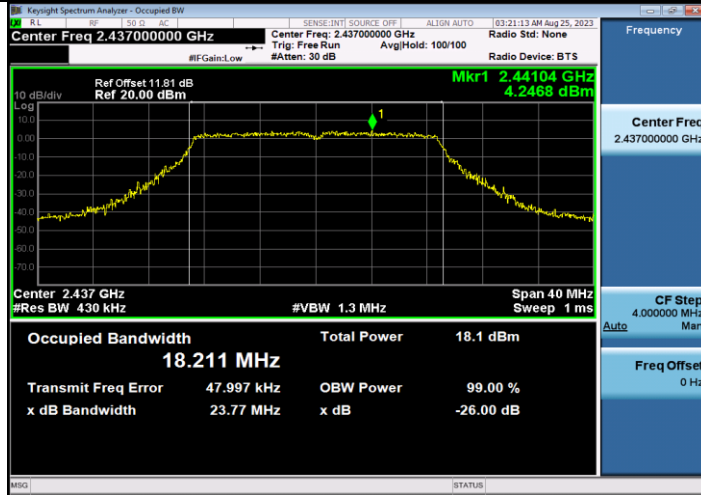 Keysight Spectrum Analyzer - Occupied BW
RL RF 50 Ω AC SENSE:INT SOURCE OFF ALIGN AUTO 03:21:13 AM Aug 25, 2023
Center Freq 2.437000000 GHz
Center Freq: 2.437000000 GHz Radio Std: None
Trig: Free Run Avg|Hold: 100/100
#IFGain:Low #Atten: 30 dB Radio Device: BTS
Frequency
Ref Offset 11.81 dB Mkr1 2.44104 GHz
10 dB/div Ref 20.00 dBm 4.2468 dBm
Log
10.0
0.00
-10.0
-20.0
-30.0
-40.0
-50.0
-60.0
-70.0
1
Center Freq
2.437000000 GHz
Center 2.437 GHz Span 40 MHz
#Res BW 430 kHz #VBW 1.3 MHz Sweep 1 ms
CF Step
4.000000 MHz
Auto Man
Occupied Bandwidth Total Power 18.1 dBm
18.211 MHz
Freq Offset
0 Hz
Transmit Freq Error 47.997 kHz OBW Power 99.00 %
x dB Bandwidth 23.77 MHz x dB -26.00 dB
MSG STATUS